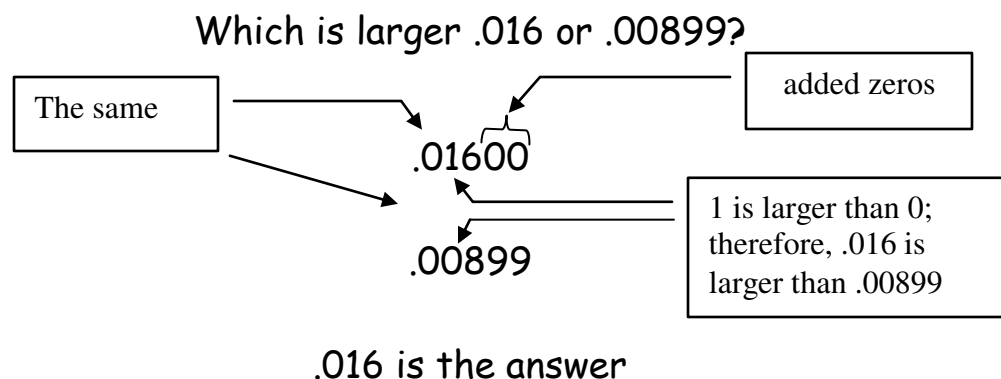 Which is larger .016 or .00899?
The same
added zeros
.01600
1 is larger than 0;
therefore, .016 is
larger than .00899
.00899
.016 is the answer